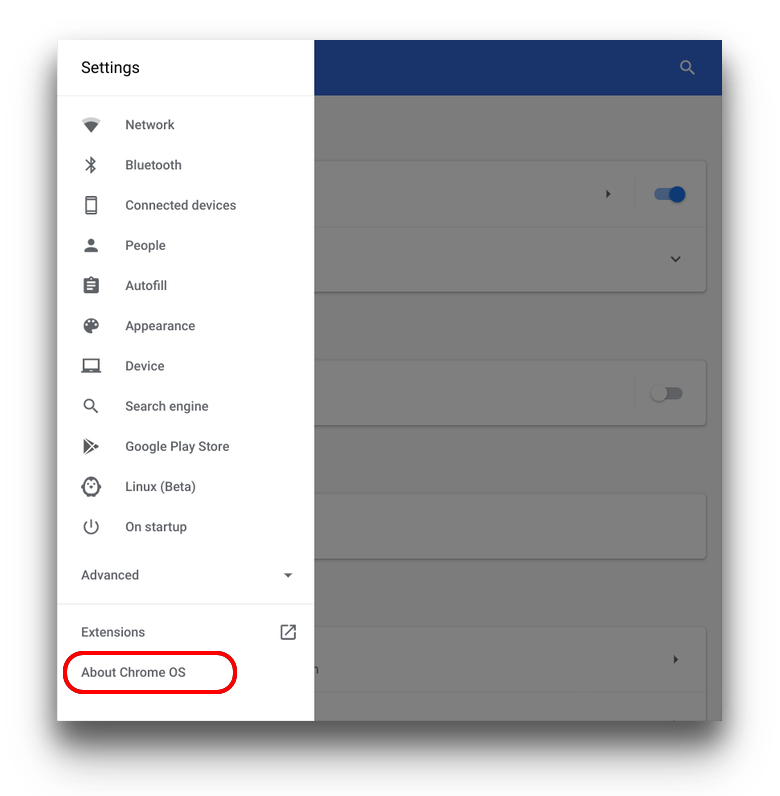 Settings
Network
Bluetooth
Connected devices
People
Autofill
Appearance
Device
Search engine
Google Play Store
Linux (Beta)
On startup
Advanced
Extensions
About Chrome OS